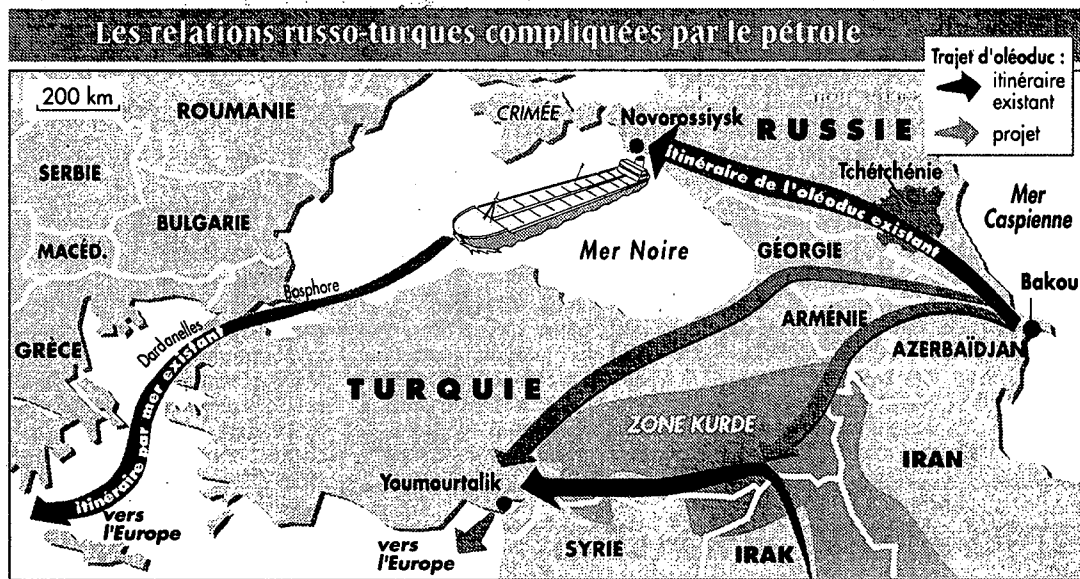 Les relations russo-turques compliquées par le pétrole
Trajet d'oléoduc :
itinéraire
existant
projet
200 km
ROUMANIE
CRIMÉE
Novorossiysk
RUSSIE
SERBIE
Tchétchénie
itinéraire de l'oléoduc existant
Mer
Caspienne
BULGARIE
MACÉD.
Mer Noire
GÉORGIE
Bosphore
Bakou
Dardanelles
ARMÉNIE
GRÈCE
AZERBAÏDJAN
itinéraire par mer existan
TURQUIE
ZONE KURDE
IRAN
Youmourtalik
vers
l'Europe
vers
l'Europe
SYRIE
IRAK